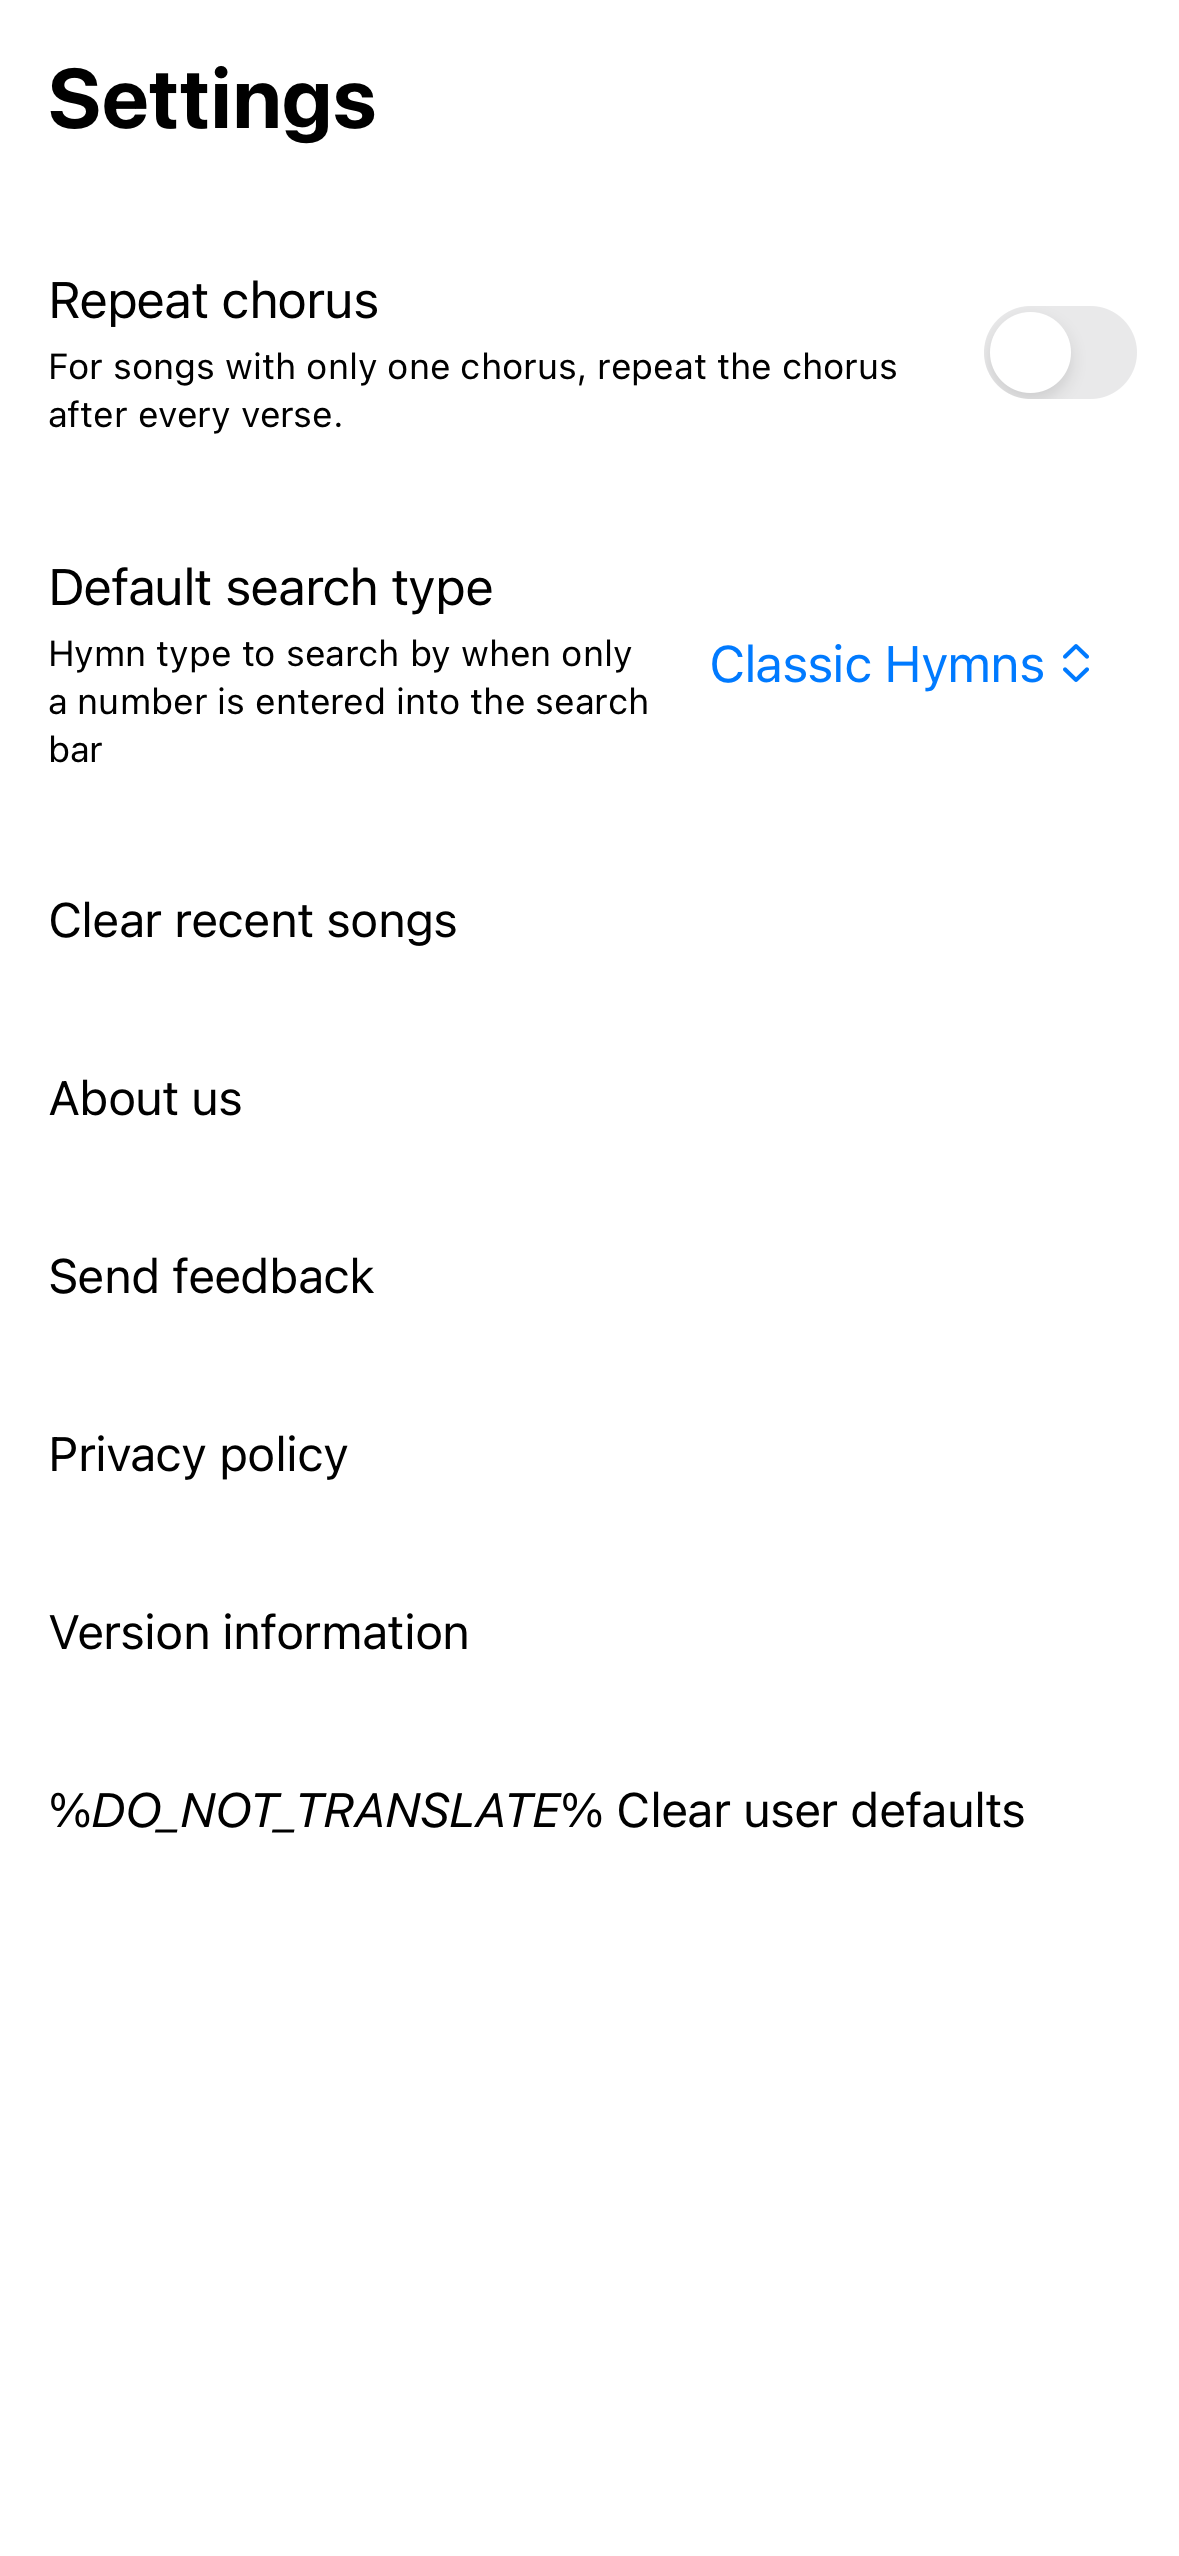 Settings
Repeat chorus
For songs with only one chorus, repeat the chorus
after every verse.
Default search type
Hymn type to search by when only
a number is entered into the search
bar
Classic Hymns
Clear recent songs
About us
Send feedback
Privacy policy
Version information
%DO_NOT_TRANSLATE% Clear user defaults